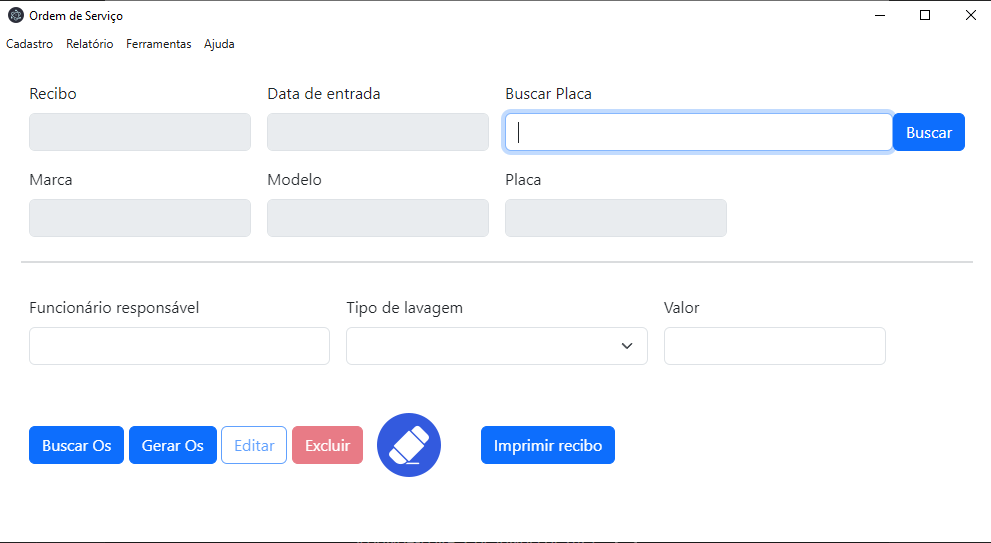 Ordem de Serviço
Cadastro Relatório Ferramentas Ajuda
Recibo Data de entrada Buscar Placa
Buscar
Marca Modelo Placa
Funcionário responsável Tipo de lavagem Valor
Buscar Os Gerar Os Editar Excluir Imprimir recibo